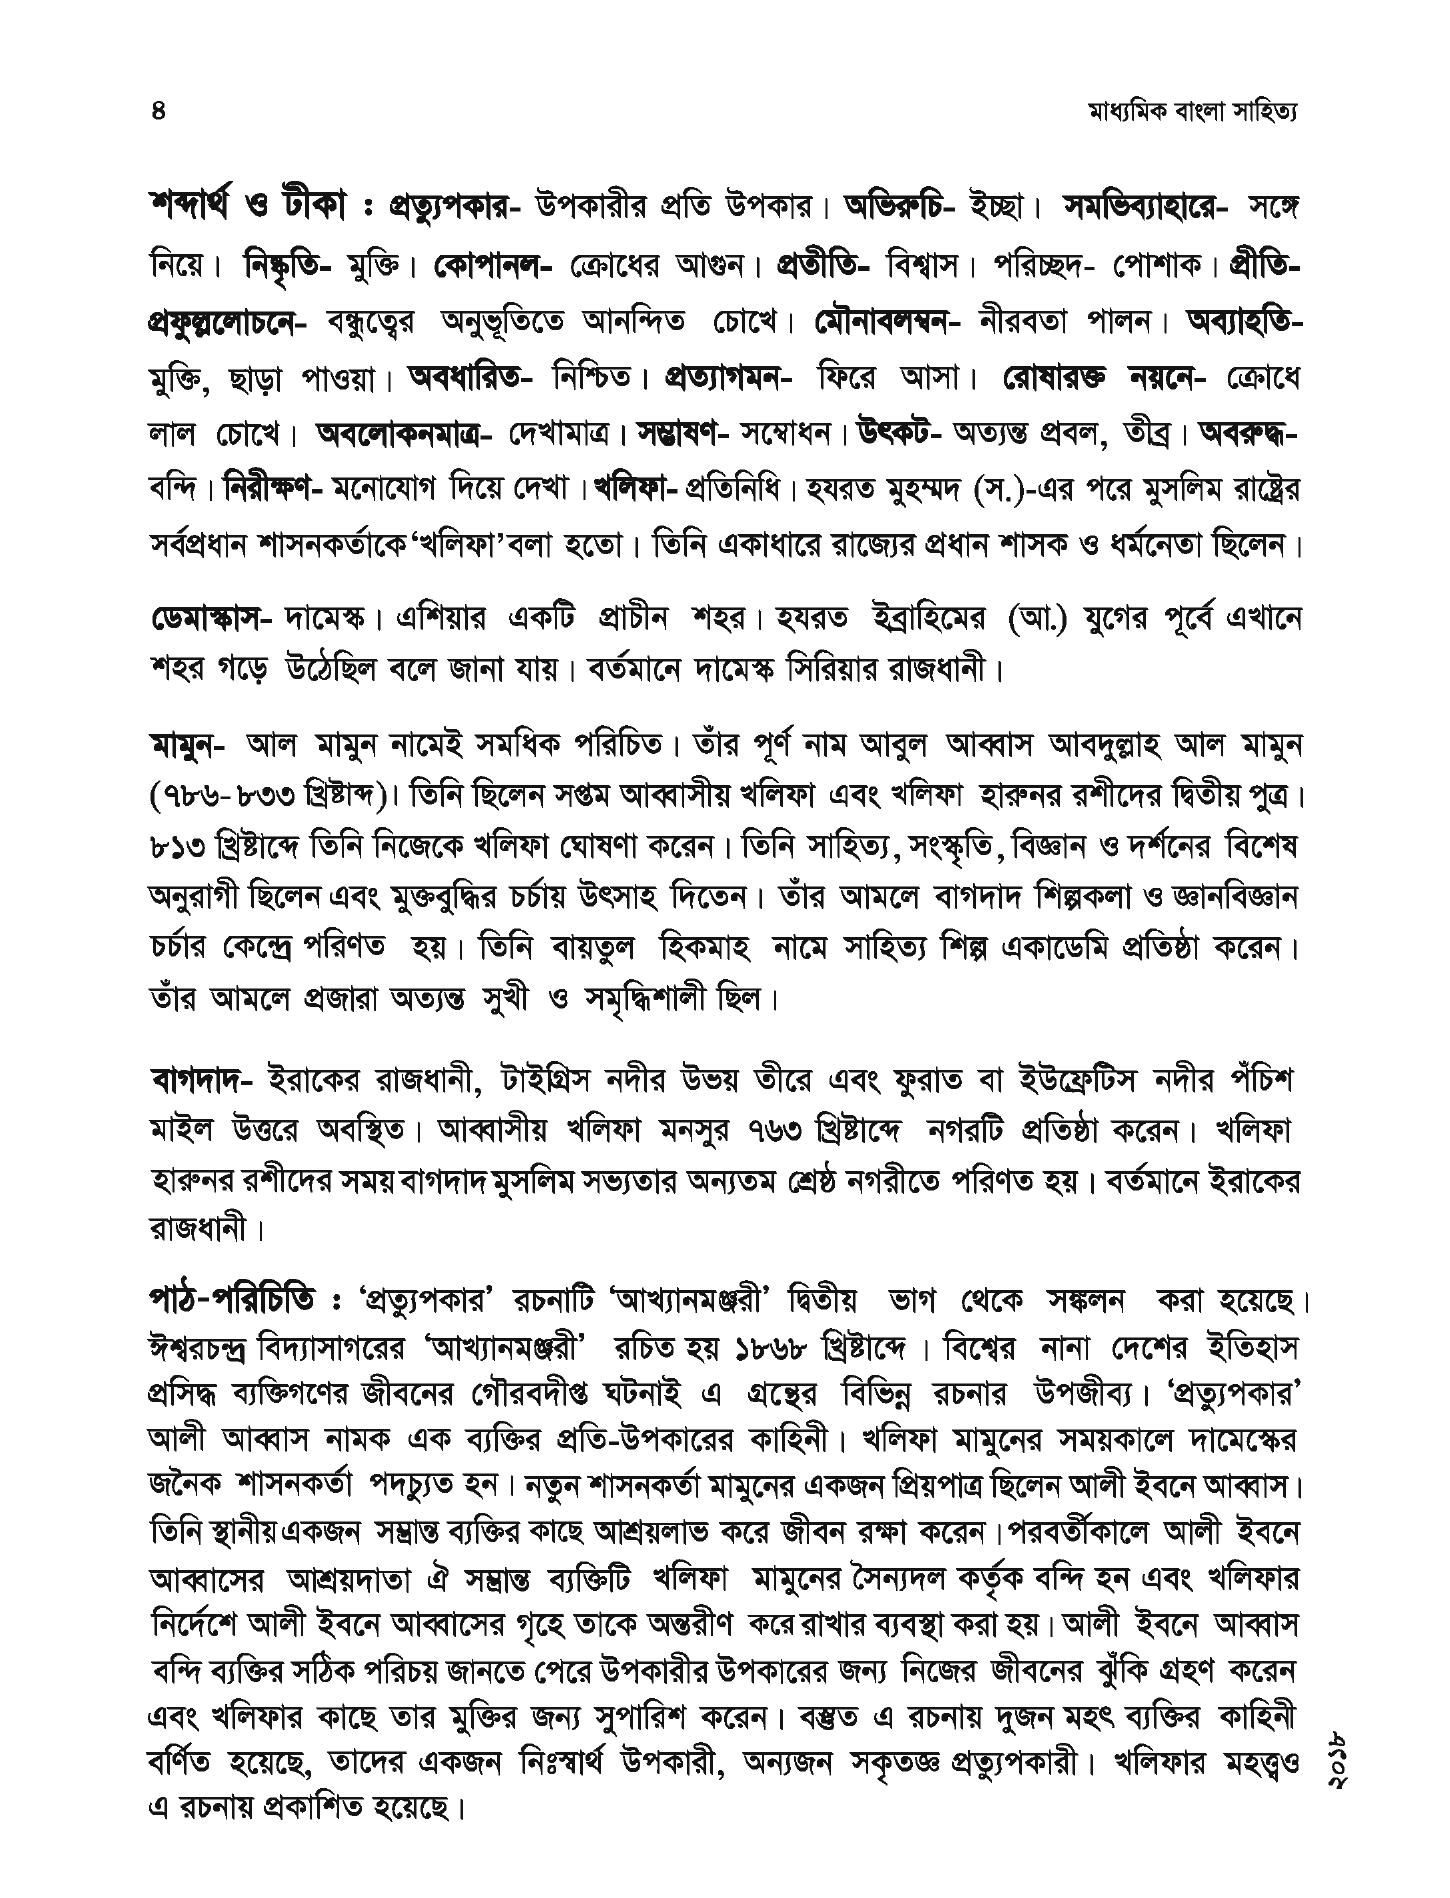 ৪
মাধ্যমিক বাংলা সাহিত্য
শব্দার্থ ও টীকা : প্রত্যুপকার- উপকারীর প্রতি উপকার। অভিরুচি- ইচ্ছা। সমভিব্যাহারে- সঙ্গে
নিয়ে। নিষ্কৃতি- মুক্তি। কোপানল- ক্রোধের আগুন। প্রতীতি- বিশ্বাস। পরিচ্ছদ- পোশাক। প্রীতি-
প্রফুল্ললোচনে- বন্ধুত্বের অনুভূতিতে আনন্দিত চোখে। মৌনাবলম্বন- নীরবতা পালন। অব্যাহতি-
মুক্তি, ছাড়া পাওয়া। অবধারিত- নিশ্চিত। প্রত্যাগমন- ফিরে আসা। রোষারক্ত নয়নে- ক্রোধে
লাল চোখে। অবলোকনমাত্র- দেখামাত্র। সম্ভাষণ- সম্বোধন। উৎকট- অত্যন্ত প্রবল, তীব্র। অবরুদ্ধ-
বন্দি। নিরীক্ষণ- মনোযোগ দিয়ে দেখা। খলিফা- প্রতিনিধি। হযরত মুহম্মদ (স.)-এর পরে মুসলিম রাষ্ট্রের
সর্বপ্রধান শাসনকর্তাকে ‘খলিফা’ বলা হতো। তিনি একাধারে রাজ্যের প্রধান শাসক ও ধর্মনেতা ছিলেন।
ডেমাস্কাস- দামেস্ক। এশিয়ার একটি প্রাচীন শহর। হযরত ইব্রাহিমের (আ.) যুগের পূর্বে এখানে
শহর গড়ে উঠেছিল বলে জানা যায়। বর্তমানে দামেস্ক সিরিয়ার রাজধানী।
মামুন- আল মামুন নামেই সমধিক পরিচিত। তাঁর পূর্ণ নাম আবুল আব্বাস আবদুল্লাহ আল মামুন
(৭৮৬-৮৩৩ খ্রিষ্টাব্দ)। তিনি ছিলেন সপ্তম আব্বাসীয় খলিফা এবং খলিফা হারুনর রশীদের দ্বিতীয় পুত্র।
৮১৩ খ্রিষ্টাব্দে তিনি নিজেকে খলিফা ঘোষণা করেন। তিনি সাহিত্য, সংস্কৃতি, বিজ্ঞান ও দর্শনের বিশেষ
অনুরাগী ছিলেন এবং মুক্তবুদ্ধির চর্চায় উৎসাহ দিতেন। তাঁর আমলে বাগদাদ শিল্পকলা ও জ্ঞানবিজ্ঞান
চর্চার কেন্দ্রে পরিণত হয়। তিনি বায়তুল হিকমাহ নামে সাহিত্য শিল্প একাডেমি প্রতিষ্ঠা করেন।
তাঁর আমলে প্রজারা অত্যন্ত সুখী ও সমৃদ্ধিশালী ছিল।
বাগদাদ- ইরাকের রাজধানী, টাইগ্রিস নদীর উভয় তীরে এবং ফুরাত বা ইউফ্রেটিস নদীর পঁচিশ
মাইল উত্তরে অবস্থিত। আব্বাসীয় খলিফা মনসুর ৭৬৩ খ্রিষ্টাব্দে নগরটি প্রতিষ্ঠা করেন। খলিফা
হারুনর রশীদের সময় বাগদাদ মুসলিম সভ্যতার অন্যতম শ্রেষ্ঠ নগরীতে পরিণত হয়। বর্তমানে ইরাকের
রাজধানী।
পাঠ-পরিচিতি : ‘প্রত্যুপকার’ রচনাটি ‘আখ্যানমঞ্জরী’ দ্বিতীয় ভাগ থেকে সঙ্কলন করা হয়েছে।
ঈশ্বরচন্দ্র বিদ্যাসাগরের ‘আখ্যানমঞ্জরী’ রচিত হয় ১৮৬৮ খ্রিষ্টাব্দে। বিশ্বের নানা দেশের ইতিহাস
প্রসিদ্ধ ব্যক্তিগণের জীবনের গৌরবদীপ্ত ঘটনাই এ গ্রন্থের বিভিন্ন রচনার উপজীব্য। ‘প্রত্যুপকার’
আলী আব্বাস নামক এক ব্যক্তির প্রতি-উপকারের কাহিনী। খলিফা মামুনের সময়কালে দামেস্কের
জনৈক শাসনকর্তা পদচ্যুত হন। নতুন শাসনকর্তা মামুনের একজন প্রিয়পাত্র ছিলেন আলী ইবনে আব্বাস।
তিনি স্থানীয় একজন সম্ভ্রান্ত ব্যক্তির কাছে আশ্রয়লাভ করে জীবন রক্ষা করেন। পরবর্তীকালে আলী ইবনে
আব্বাসের আশ্রয়দাতা ঐ সম্ভ্রান্ত ব্যক্তিটি খলিফা মামুনের সৈন্যদল কর্তৃক বন্দি হন এবং খলিফার
নির্দেশে আলী ইবনে আব্বাসের গৃহে তাকে অন্তরীণ করে রাখার ব্যবস্থা করা হয়। আলী ইবনে আব্বাস
বন্দি ব্যক্তির সঠিক পরিচয় জানতে পেরে উপকারীর উপকারের জন্য নিজের জীবনের ঝুঁকি গ্রহণ করেন
এবং খলিফার কাছে তার মুক্তির জন্য সুপারিশ করেন। বস্তুত এ রচনায় দুজন মহৎ ব্যক্তির কাহিনী
বর্ণিত হয়েছে, তাদের একজন নিঃস্বার্থ উপকারী, অন্যজন সকৃতজ্ঞ প্রত্যুপকারী। খলিফার মহত্ত্বও
এ রচনায় প্রকাশিত হয়েছে।
২০১৮